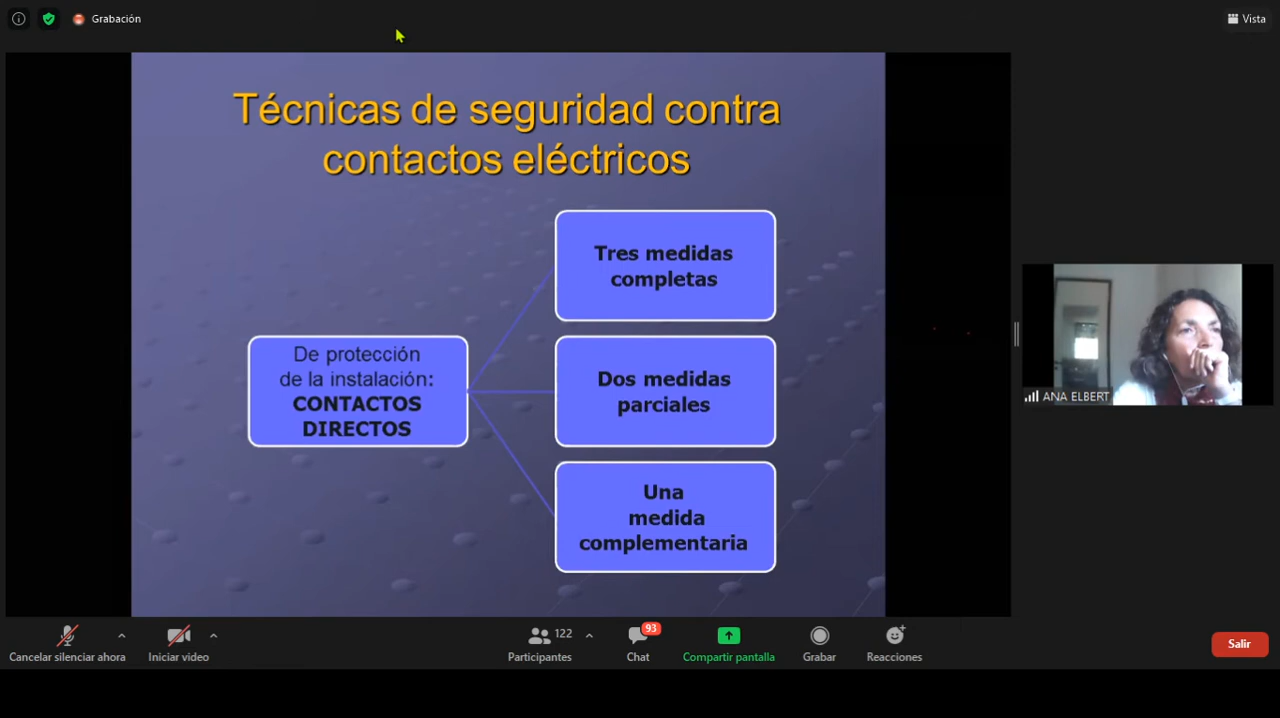 Grabación
Vista
Técnicas de seguridad contra
contactos eléctricos
Tres medidas
completas
De protección
de la instalación:
CONTACTOS
DIRECTOS
Dos medidas
parciales
Una
medida
complementaria
ANA ELBERT
Cancelar silenciar ahora
Iniciar video
122
Participantes
93
Chat
Compartir pantalla
Grabar
Reacciones
Salir